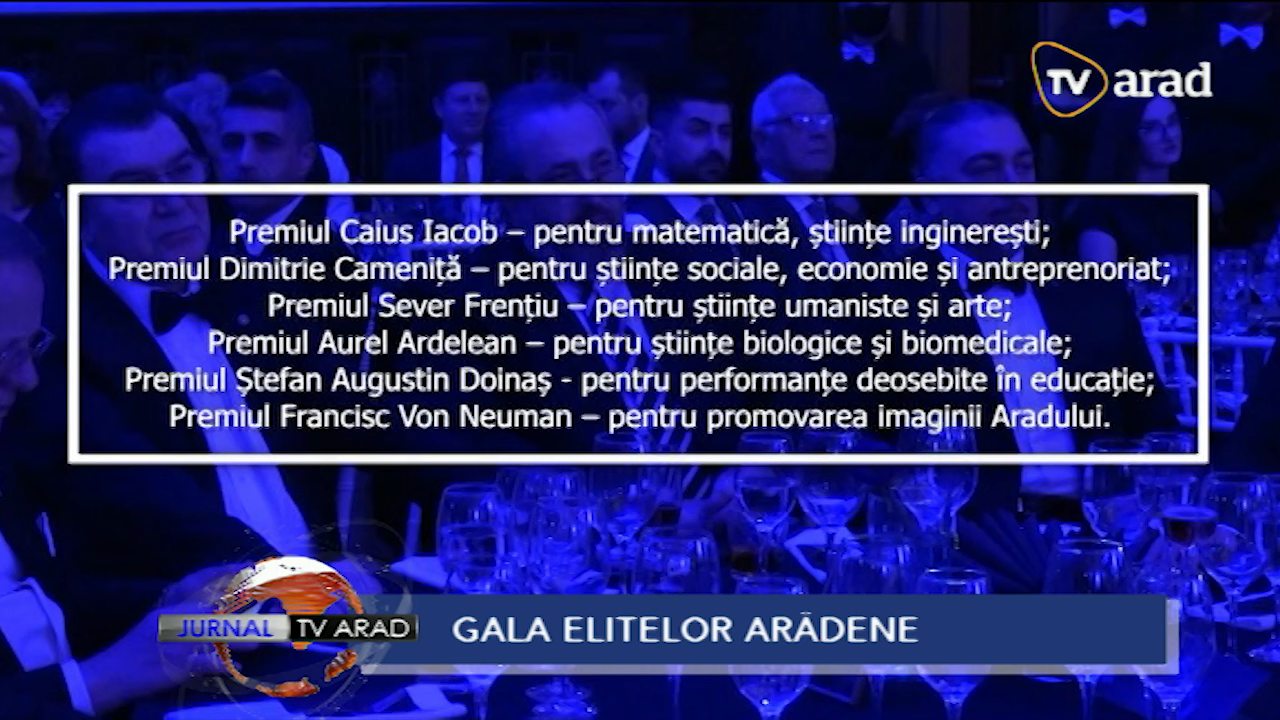 TV arad
Premiul Caius Iacob – pentru matematică, științe inginerești;
Premiul Dimitrie Cameniță – pentru științe sociale, economie și antreprenoriat;
Premiul Sever Frențiu – pentru științe umaniste și arte;
Premiul Aurel Ardelean – pentru științe biologice și biomedicale;
Premiul Ștefan Augustin Doinaș - pentru performanțe deosebite în educație;
Premiul Francisc Von Neuman – pentru promovarea imaginii Aradului.
JURNAL TV ARAD
GALA ELITELOR ARĂDENE